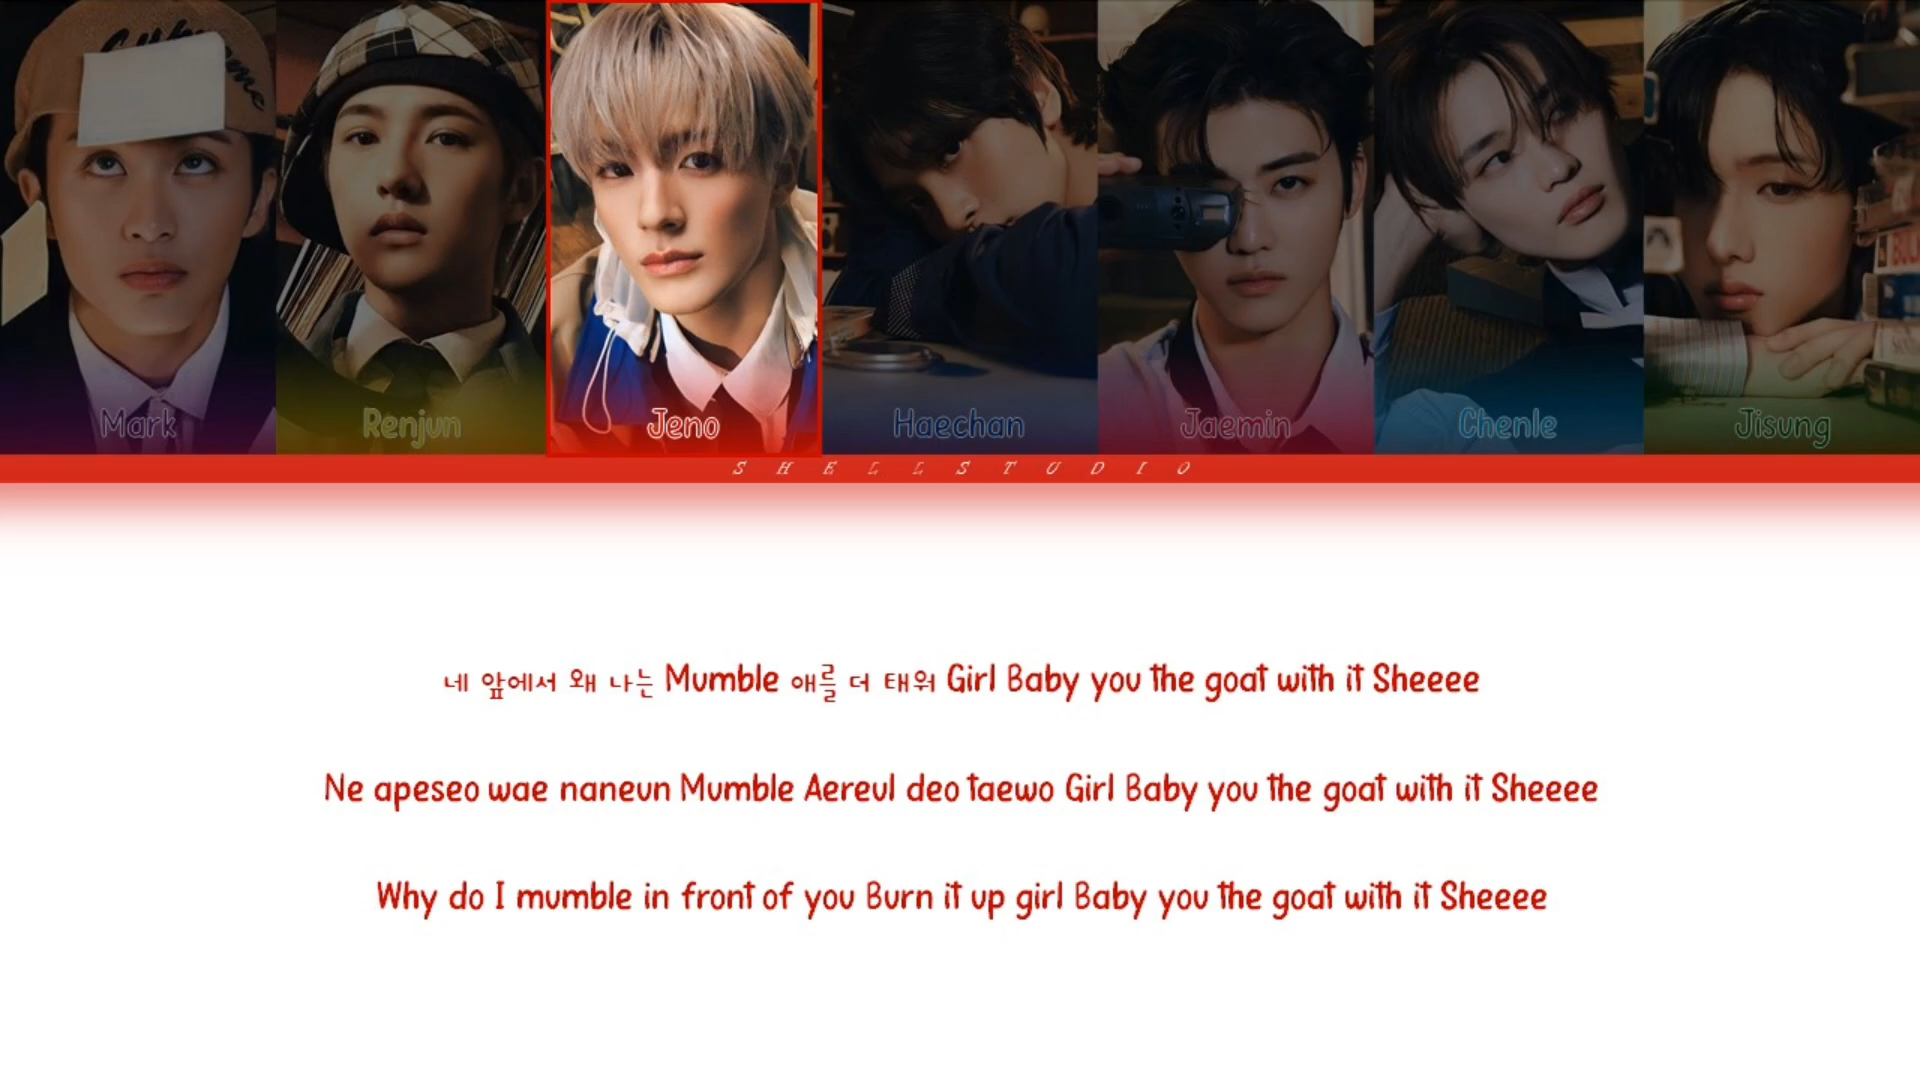 Mark
Renjun
Jeno
Haechan
Jaemin
Chenle
Jisung
SHELLSTUDIO
네 앞에서 왜 나는 Mumble 애를 더 태워 Girl Baby you the goat with it Sheeee
Ne apeseo wae naneun Mumble Aereul deo taewo Girl Baby you the goat with it Sheeee
Why do I mumble in front of you Burn it up girl Baby you the goat with it Sheeee